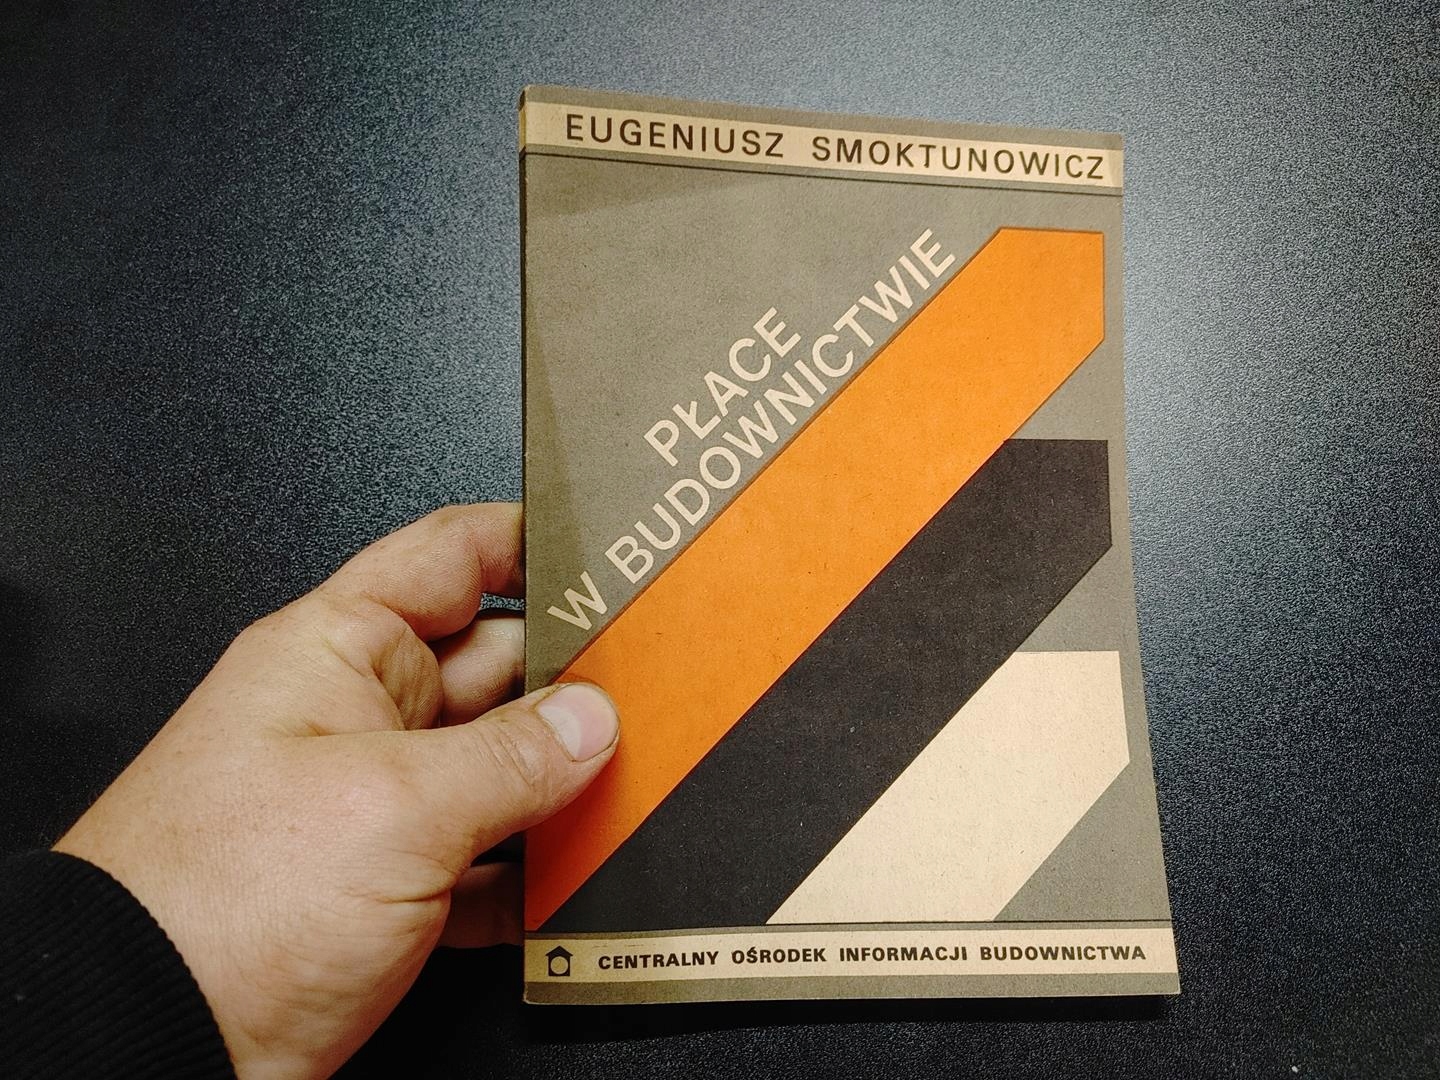 EUGENIUSZ SMOKTUNOWICZ
PŁACE
W BUDOWNICTWIE
CENTRALNY OŚRODEK INFORMACJI BUDOWNICTWA